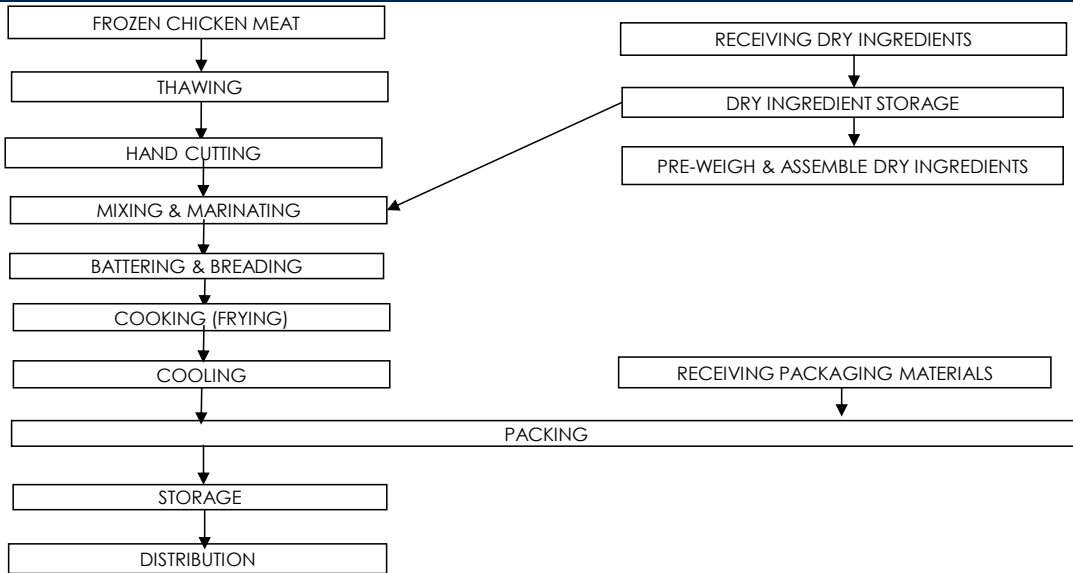 FROZEN CHICKEN MEAT
RECEIVING DRY INGREDIENTS
THAWING
DRY INGREDIENT STORAGE
HAND CUTTING
PRE-WEIGH & ASSEMBLE DRY INGREDIENTS
MIXING & MARINATING
BATTERING & BREADING
COOKING (FRYING)
COOLING
RECEIVING PACKAGING MATERIALS
PACKING
STORAGE
DISTRIBUTION